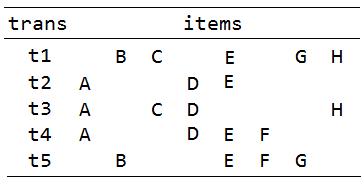 trans items
t1 B C E G H
t2 A D E
t3 A C D H
t4 A D E F
t5 B E F G